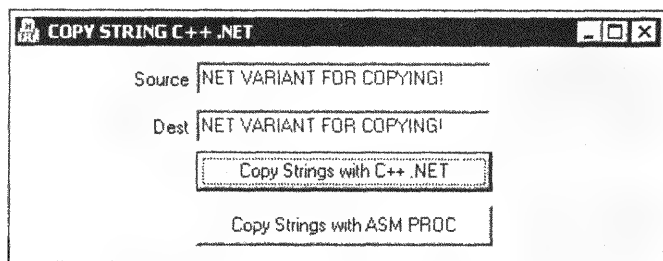 COPY STRING C++ .NET
Source NET VARIANT FOR COPYING!
Dest NET VARIANT FOR COPYING!
Copy Strings with C++ .NET
Copy Strings with ASM PROC